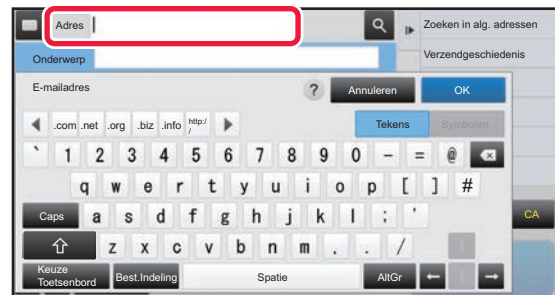 Adres
Zoeken in alg. adressen
Onderwerp
Verzendgeschiedenis
E-mailadres
? Annuleren OK
.com .net .org .biz .info http:/
/
Tekens Symbolen
` 1 2 3 4 5 6 7 8 9 0 - = @
q w e r t y u i o p [ ] #
Caps a s d f g h j k l ; '
CA
z x c v b n m . . /
Keuze
Toetsenbord Best.Indeling Spatie AltGr